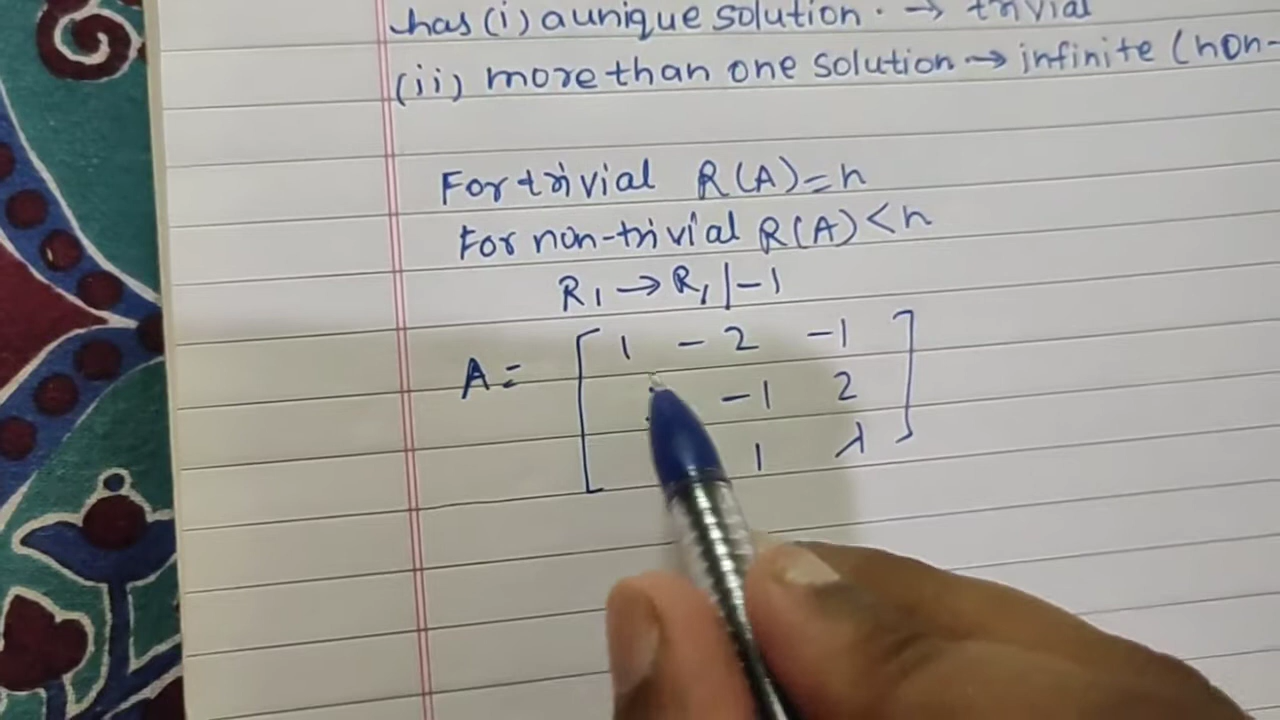 has (i) a unique solution. → trivial
(ii) more than one solution → infinite (non-
For trivial R(A)=n
For non-trivial R(A)<n
R1 → R1/-1
A = [ 1 -2 -1
-1 2
1 λ ]